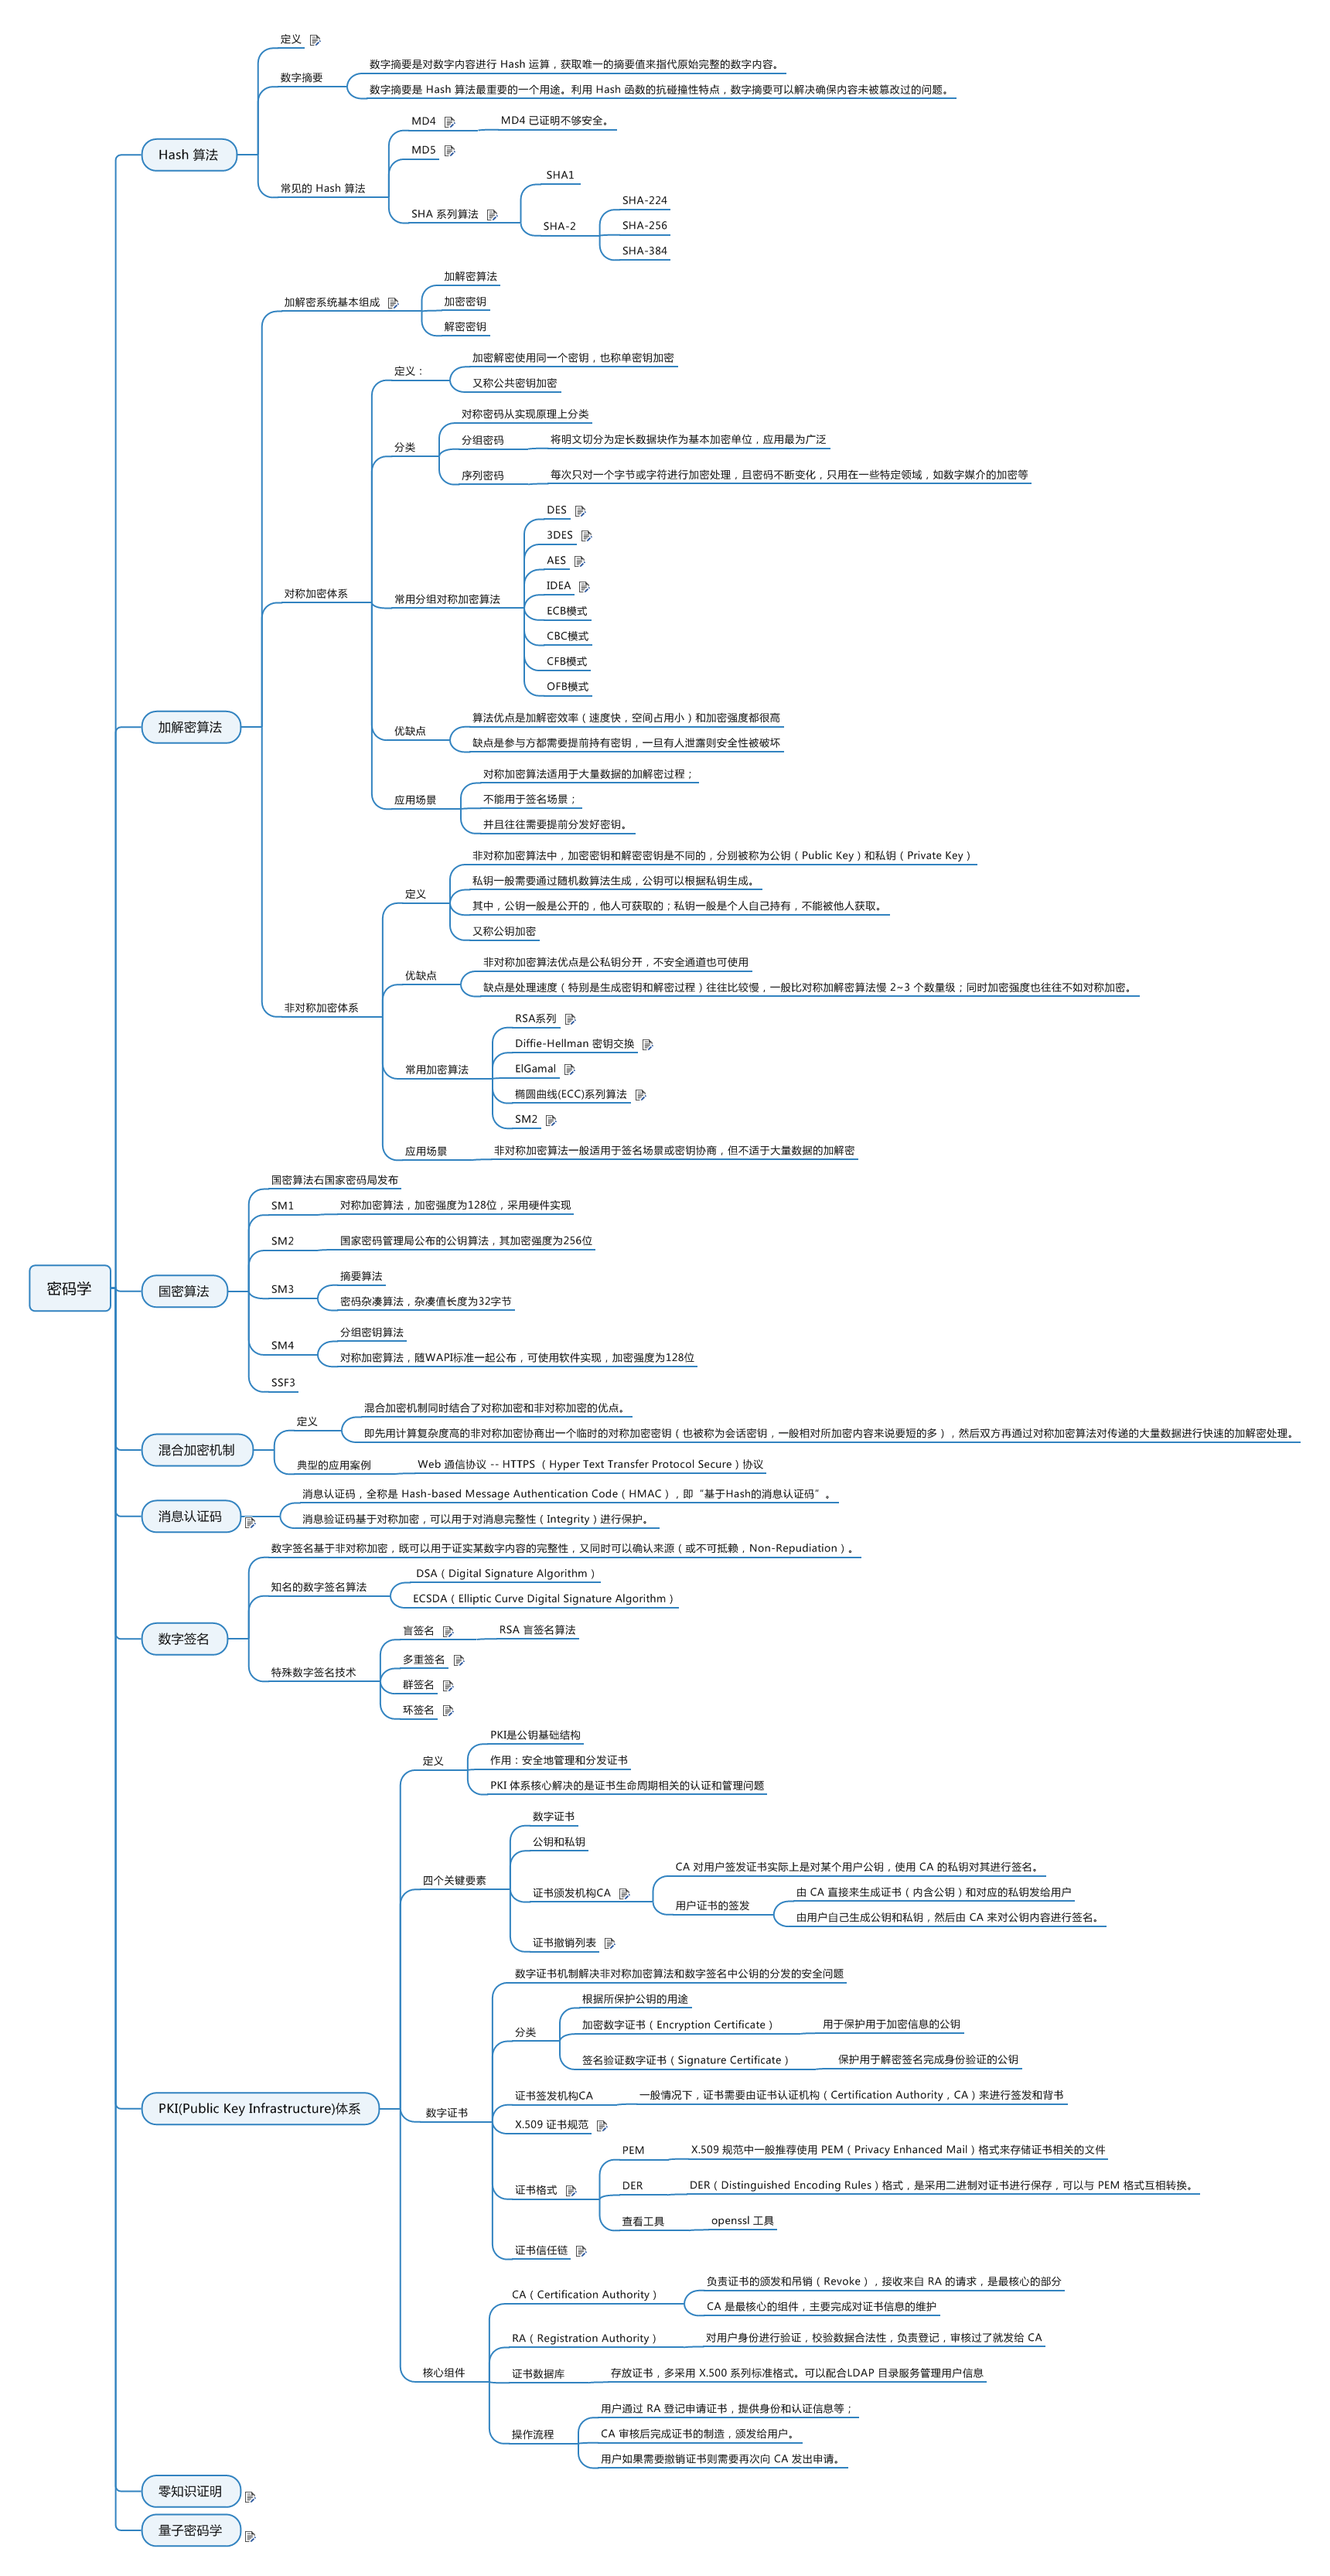 密码学
Hash 算法
定义
数字摘要
数字摘要是对数字内容进行 Hash 运算，获取唯一的摘要值来指代原始完整的数字内容。
数字摘要是 Hash 算法最重要的一个用途。利用 Hash 函数的抗碰撞性特点，数字摘要可以解决确保内容未被篡改过的问题。
常见的 Hash 算法
MD4
MD4 已证明不够安全。
MD5
SHA 系列算法
SHA1
SHA-2
SHA-224
SHA-256
SHA-384
加解密算法
加解密系统基本组成
加解密算法
加密密钥
解密密钥
对称加密体系
定义：
加密解密使用同一个密钥，也称单密钥加密
又称公共密钥加密
分类
对称密码从实现原理上分类
分组密码
将明文切分为定长数据块作为基本加密单位，应用最为广泛
序列密码
每次只对一个字节或字符进行加密处理，且密码不断变化，只用在一些特定领域，如数字媒介的加密等
常用分组对称加密算法
DES
3DES
AES
IDEA
ECB模式
CBC模式
CFB模式
OFB模式
优缺点
算法优点是加解密效率（速度快，空间占用小）和加密强度都很高
缺点是参与方都需要提前持有密钥，一旦有人泄露则安全性被破坏
应用场景
对称加密算法适用于大量数据的加解密过程；
不能用于签名场景；
并且往往需要提前分发好密钥。
非对称加密体系
定义
非对称加密算法中，加密密钥和解密密钥是不同的，分别被称为公钥（Public Key）和私钥（Private Key）
私钥一般需要通过随机数算法生成，公钥可以根据私钥生成。
其中，公钥一般是公开的，他人可获取的；私钥一般是个人自己持有，不能被他人获取。
又称公钥加密
优缺点
非对称加密算法优点是公私钥分开，不安全通道也可使用
缺点是处理速度（特别是生成密钥和解密过程）往往比较慢，一般比对称加解密算法慢 2~3 个数量级；同时加密强度也往往不如对称加密。
常用加密算法
RSA系列
Diffie-Hellman 密钥交换
ElGamal
椭圆曲线(ECC)系列算法
SM2
应用场景
非对称加密算法一般适用于签名场景或密钥协商，但不适于大量数据的加解密
国密算法
国密算法右国家密码局发布
SM1
对称加密算法，加密强度为128位，采用硬件实现
SM2
国家密码管理局公布的公钥算法，其加密强度为256位
SM3
摘要算法
密码杂凑算法，杂凑值长度为32字节
SM4
分组密钥算法
对称加密算法，随WAPI标准一起公布，可使用软件实现，加密强度为128位
SSF3
混合加密机制
定义
混合加密机制同时结合了对称加密和非对称加密的优点。
即先用计算复杂度高的非对称加密协商出一个临时的对称加密密钥（也被称为会话密钥，一般相对所加密内容来说要短的多），然后双方再通过对称加密算法对传递的大量数据进行快速的加解密处理。
典型的应用案例
Web 通信协议 -- HTTPS （Hyper Text Transfer Protocol Secure）协议
消息认证码
消息认证码，全称是 Hash-based Message Authentication Code（HMAC），即“基于Hash的消息认证码”。
消息验证码基于对称加密，可以用于对消息完整性（Integrity）进行保护。
数字签名
数字签名基于非对称加密，既可以用于证实某数字内容的完整性，又同时可以确认来源（或不可抵赖，Non-Repudiation）。
知名的数字签名算法
DSA（Digital Signature Algorithm）
ECSDA（Elliptic Curve Digital Signature Algorithm）
特殊数字签名技术
盲签名
RSA 盲签名算法
多重签名
群签名
环签名
PKI(Public Key Infrastructure)体系
定义
PKI是公钥基础结构
作用：安全地管理和分发证书
PKI 体系核心解决的是证书生命周期相关的认证和管理问题
四个关键要素
数字证书
公钥和私钥
证书颁发机构CA
CA 对用户签发证书实际上是对某个用户公钥，使用 CA 的私钥对其进行签名。
用户证书的签发
由 CA 直接来生成证书（内含公钥）和对应的私钥发给用户
由用户自己生成公钥和私钥，然后由 CA 来对公钥内容进行签名。
证书撤销列表
数字证书
数字证书机制解决非对称加密算法和数字签名中公钥的分发的安全问题
分类
根据所保护公钥的用途
加密数字证书（Encryption Certificate）
用于保护用于加密信息的公钥
签名验证数字证书（Signature Certificate）
保护用于解密签名完成身份验证的公钥
证书签发机构CA
一般情况下，证书需要由证书认证机构（Certification Authority，CA）来进行签发和背书
X.509 证书规范
证书格式
PEM
X.509 规范中一般推荐使用 PEM（Privacy Enhanced Mail）格式来存储证书相关的文件
DER
DER（Distinguished Encoding Rules）格式，是采用二进制对证书进行保存，可以与 PEM 格式互相转换。
查看工具
openssl 工具
证书信任链
核心组件
CA（Certification Authority）
负责证书的颁发和吊销（Revoke），接收来自 RA 的请求，是最核心的部分
CA 是最核心的组件，主要完成对证书信息的维护
RA（Registration Authority）
对用户身份进行验证，校验数据合法性，负责登记，审核过了就发给 CA
证书数据库
存放证书，多采用 X.500 系列标准格式。可以配合LDAP 目录服务管理用户信息
操作流程
用户通过 RA 登记申请证书，提供身份和认证信息等；
CA 审核后完成证书的制造，颁发给用户。
用户如果需要撤销证书则需要再次向 CA 发出申请。
零知识证明
量子密码学